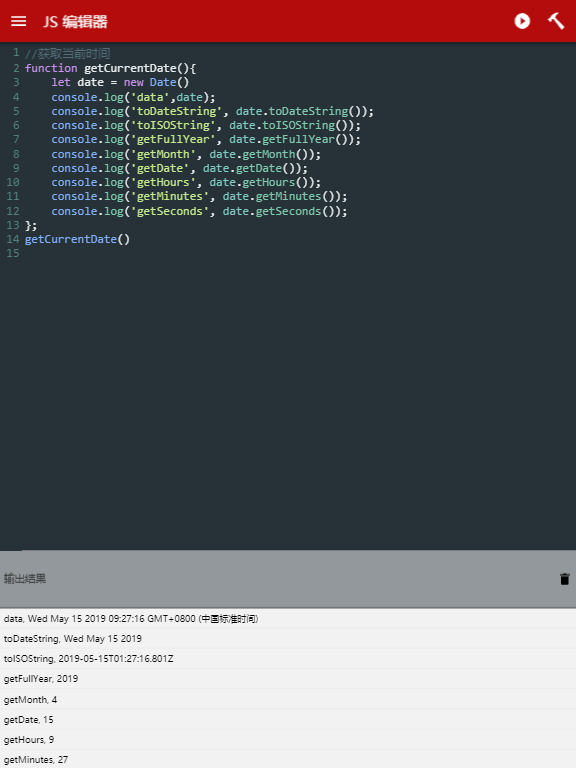 JS 编辑器
1 //获取当前时间
2 function getCurrentDate(){
3 let date = new Date()
4 console.log('data',date);
5 console.log('toDateString', date.toDateString());
6 console.log('toISOString', date.toISOString());
7 console.log('getFullYear', date.getFullYear());
8 console.log('getMonth', date.getMonth());
9 console.log('getDate', date.getDate());
10 console.log('getHours', date.getHours());
11 console.log('getMinutes', date.getMinutes());
12 console.log('getSeconds', date.getSeconds());
13 };
14 getCurrentDate()
15
输出结果
data, Wed May 15 2019 09:27:16 GMT+0800 (中国标准时间)
toDateString, Wed May 15 2019
toISOString, 2019-05-15T01:27:16.801Z
getFullYear, 2019
getMonth, 4
getDate, 15
getHours, 9
getMinutes, 27